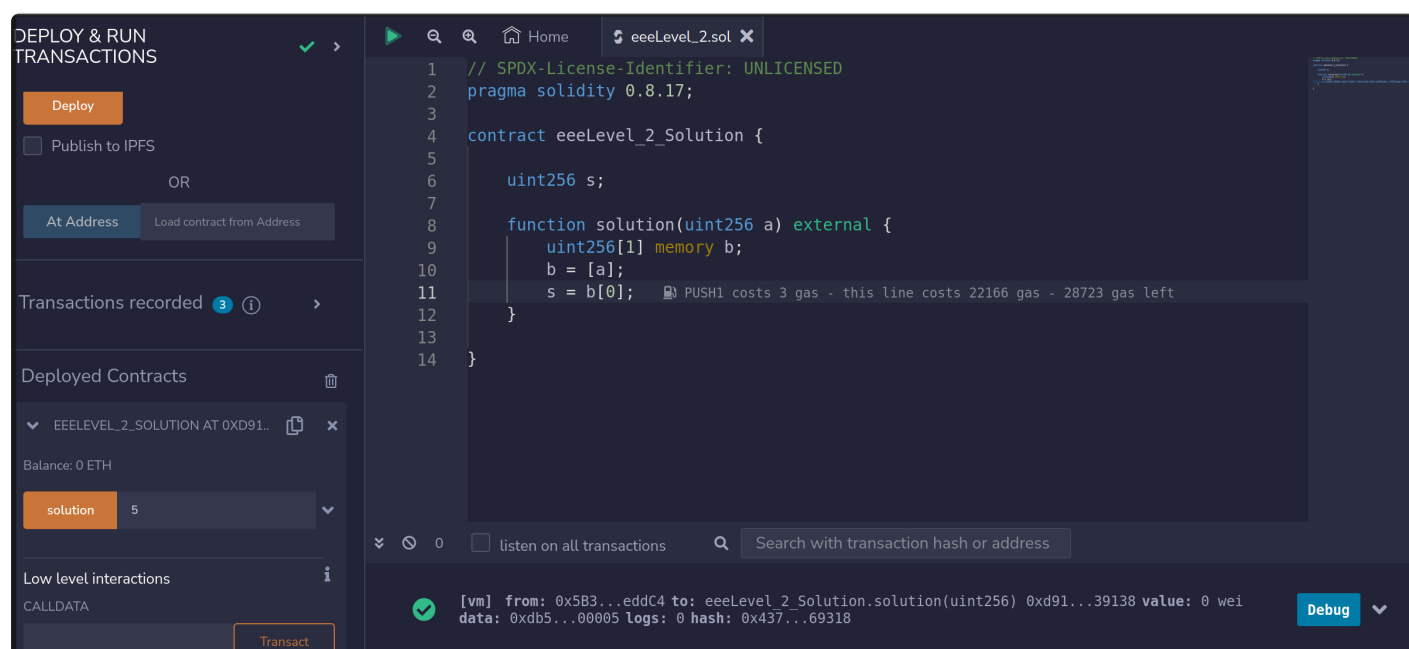 DEPLOY & RUN
TRANSACTIONS
Deploy
Publish to IPFS
OR
At Address
Load contract from Address
Transactions recorded 3 i
Deployed Contracts
EEELEVEL_2_SOLUTION AT 0XD91..
Balance: 0 ETH
solution
5
Low level interactions
i
CALLDATA
Transact
Home
eeeLevel_2.sol
1 // SPDX-License-Identifier: UNLICENSED
2 pragma solidity 0.8.17;
3
4 contract eeeLevel_2_Solution {
5
6 uint256 s;
7
8 function solution(uint256 a) external {
9 uint256[1] memory b;
10 b = [a];
11 s = b[0]; PUSH1 costs 3 gas - this line costs 22166 gas - 28723 gas left
12 }
13
14 }
0
listen on all transactions
Search with transaction hash or address
[vm] from: 0x5B3...eddC4 to: eeeLevel_2_Solution.solution(uint256) 0xd91...39138 value: 0 wei
data: 0xdb5...00005 logs: 0 hash: 0x437...69318
Debug